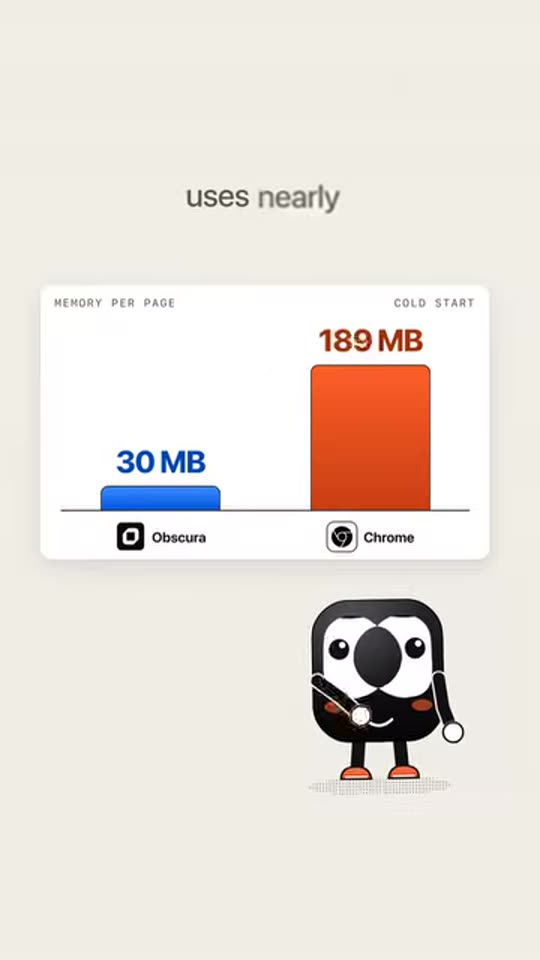 uses nearly
MEMORY PER PAGE
COLD START
189 MB
30 MB
Obscura
Chrome